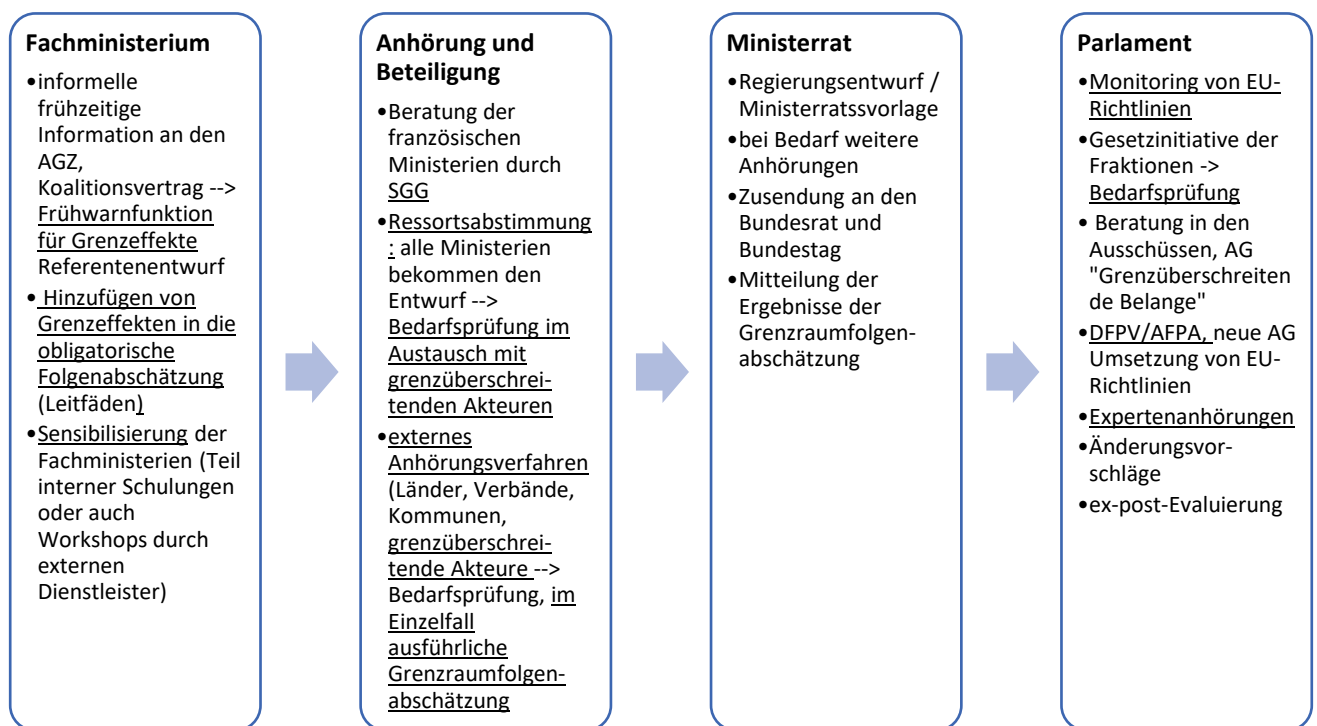 Fachministerium
•informelle
frühzeitige
Information an den
AGZ,
Koalitionsvertrag -->
Frühwarnfunktion
für Grenzeffekte
Referentenentwurf
• Hinzufügen von
Grenzeffekten in die
obligatorische
Folgenabschätzung
(Leitfäden)
•Sensibilisierung der
Fachministerien (Teil
interner Schulungen
oder auch
Workshops durch
externen
Dienstleister)
Anhörung und
Beteiligung
•Beratung der
französischen
Ministerien durch
SGG
•Ressortsabstimmung
: alle Ministerien
bekommen den
Entwurf -->
Bedarfsprüfung im
Austausch mit
grenzüberschrei-
tenden Akteuren
•externes
Anhörungsverfahren
(Länder, Verbände,
Kommunen,
grenzüberschrei-
tende Akteure -->
Bedarfsprüfung, im
Einzelfall
ausführliche
Grenzraumfolgen-
abschätzung
Ministerrat
•Regierungsentwurf /
Ministerratssvorlage
•bei Bedarf weitere
Anhörungen
•Zusendung an den
Bundesrat und
Bundestag
•Mitteilung der
Ergebnisse der
Grenzraumfolgen-
abschätzung
Parlament
•Monitoring von EU-
Richtlinien
•Gesetzinitiative der
Fraktionen ->
Bedarfsprüfung
• Beratung in den
Ausschüssen, AG
"Grenzüberschreiten
de Belange"
•DFPV/AFPA, neue AG
Umsetzung von EU-
Richtlinien
•Expertenanhörungen
•Änderungsvor-
schläge
•ex-post-Evaluierung